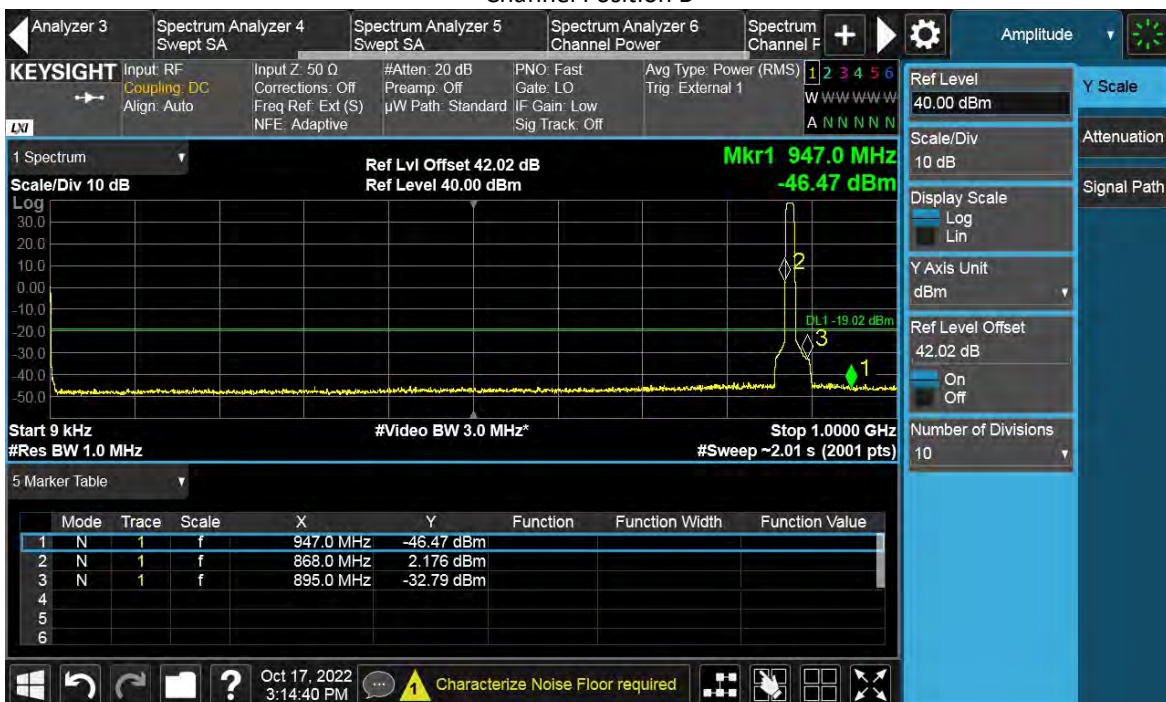 Analyzer 3
Spectrum Analyzer 4
Swept SA
Spectrum Analyzer 5
Swept SA
Spectrum Analyzer 6
Channel Power
Spectrum
Channel F
Amplitude
KEYSIGHT
LXI
Input: RF
Coupling: DC
Align: Auto
Input Z: 50 Ω
Corrections: Off
Freq Ref: Ext (S)
NFE: Adaptive
#Atten: 20 dB
Preamp: Off
µW Path: Standard
PNO: Fast
Gate: LO
IF Gain: Low
Sig Track: Off
Avg Type: Power (RMS)
Trig: External 1
1 2 3 4 5 6
W W W W W W
A N N N N N
1 Spectrum
Scale/Div 10 dB
Ref Lvl Offset 42.02 dB
Ref Level 40.00 dBm
Mkr1 947.0 MHz
-46.47 dBm
Log
30.0
20.0
10.0
0.00
-10.0
-20.0
-30.0
-40.0
-50.0
2
DL1 -19.02 dBm
3
1
Start 9 kHz
#Video BW 3.0 MHz*
Stop 1.0000 GHz
#Res BW 1.0 MHz
#Sweep ~2.01 s (2001 pts)
5 Marker Table
Mode Trace Scale X Y Function Function Width Function Value
1 N 1 f 947.0 MHz -46.47 dBm
2 N 1 f 868.0 MHz 2.176 dBm
3 N 1 f 895.0 MHz -32.79 dBm
4
5
6
Ref Level
40.00 dBm
Scale/Div
10 dB
Display Scale
Log
Lin
Y Axis Unit
dBm
Ref Level Offset
42.02 dB
On
Off
Number of Divisions
10
Y Scale
Attenuation
Signal Path
?
Oct 17, 2022
3:14:40 PM
1
Characterize Noise Floor required